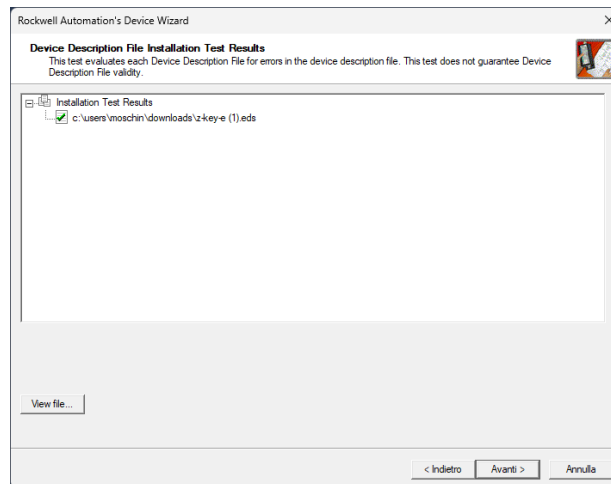 Rockwell Automation's Device Wizard
Device Description File Installation Test Results
This test evaluates each Device Description File for errors in the device description file. This test does not guarantee Device
Description File validity.
Installation Test Results
c:\users\moschin\downloads\z-key-e (1).eds
View file...
< Indietro
Avanti >
Annulla